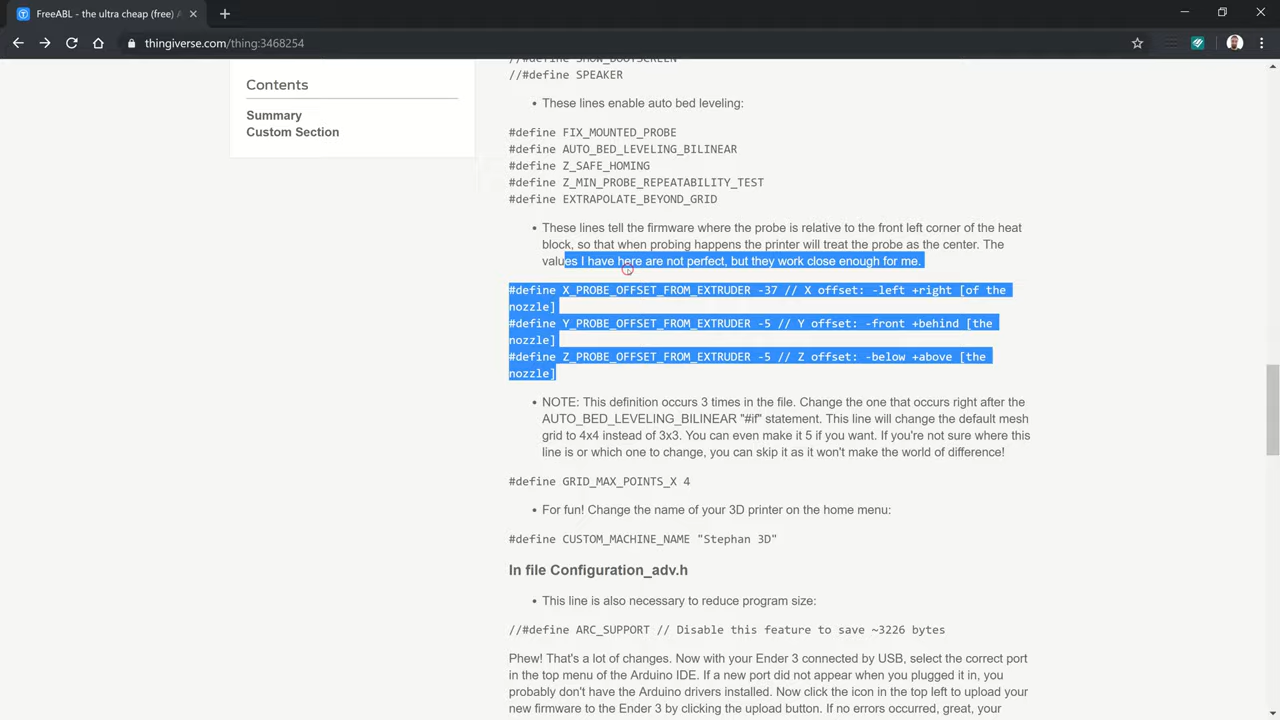 FreeABL - the ultra cheap (free) A
thingiverse.com/thing:3468254
Contents
Summary
Custom Section
//#define SHOW_BOOTSCREEN
//#define SPEAKER
• These lines enable auto bed leveling:
#define FIX_MOUNTED_PROBE
#define AUTO_BED_LEVELING_BILINEAR
#define Z_SAFE_HOMING
#define Z_MIN_PROBE_REPEATABILITY_TEST
#define EXTRAPOLATE_BEYOND_GRID
• These lines tell the firmware where the probe is relative to the front left corner of the heat
block, so that when probing happens the printer will treat the probe as the center. The
values I have here are not perfect, but they work close enough for me.
#define X_PROBE_OFFSET_FROM_EXTRUDER -37 // X offset: -left +right [of the
nozzle]
#define Y_PROBE_OFFSET_FROM_EXTRUDER -5 // Y offset: -front +behind [the
nozzle]
#define Z_PROBE_OFFSET_FROM_EXTRUDER -5 // Z offset: -below +above [the
nozzle]
• NOTE: This definition occurs 3 times in the file. Change the one that occurs right after the
AUTO_BED_LEVELING_BILINEAR "#if" statement. This line will change the default mesh
grid to 4x4 instead of 3x3. You can even make it 5 if you want. If you're not sure where this
line is or which one to change, you can skip it as it won't make the world of difference!
#define GRID_MAX_POINTS_X 4
• For fun! Change the name of your 3D printer on the home menu:
#define CUSTOM_MACHINE_NAME "Stephan 3D"
In file Configuration_adv.h
• This line is also necessary to reduce program size:
//#define ARC_SUPPORT // Disable this feature to save ~3226 bytes
Phew! That's a lot of changes. Now with your Ender 3 connected by USB, select the correct port
in the top menu of the Arduino IDE. If a new port did not appear when you plugged it in, you
probably don't have the Arduino drivers installed. Now click the icon in the top left to upload your
new firmware to the Ender 3 by clicking the upload button. If no errors occurred, great, your